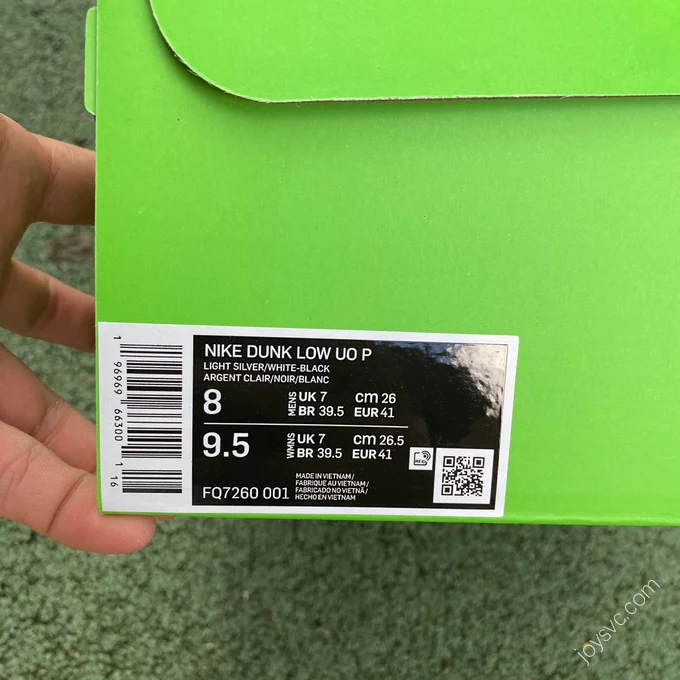 NIKE DUNK LOW UO P
LIGHT SILVER/WHITE-BLACK
ARGENT CLAIR/NOIR/BLANC
8 MENS UK 7 cm 26
BR 39.5 EUR 41
9.5 WMNS UK 7 cm 26.5
BR 39.5 EUR 41
FQ7260 001
MADE IN VIETNAM/
FABRIQUE AU VIETNAM/
FABRICADO NO VIETNÃ/
HECHO EN VIETNAM
RFID
1 96969 66300 116
joysvc.com